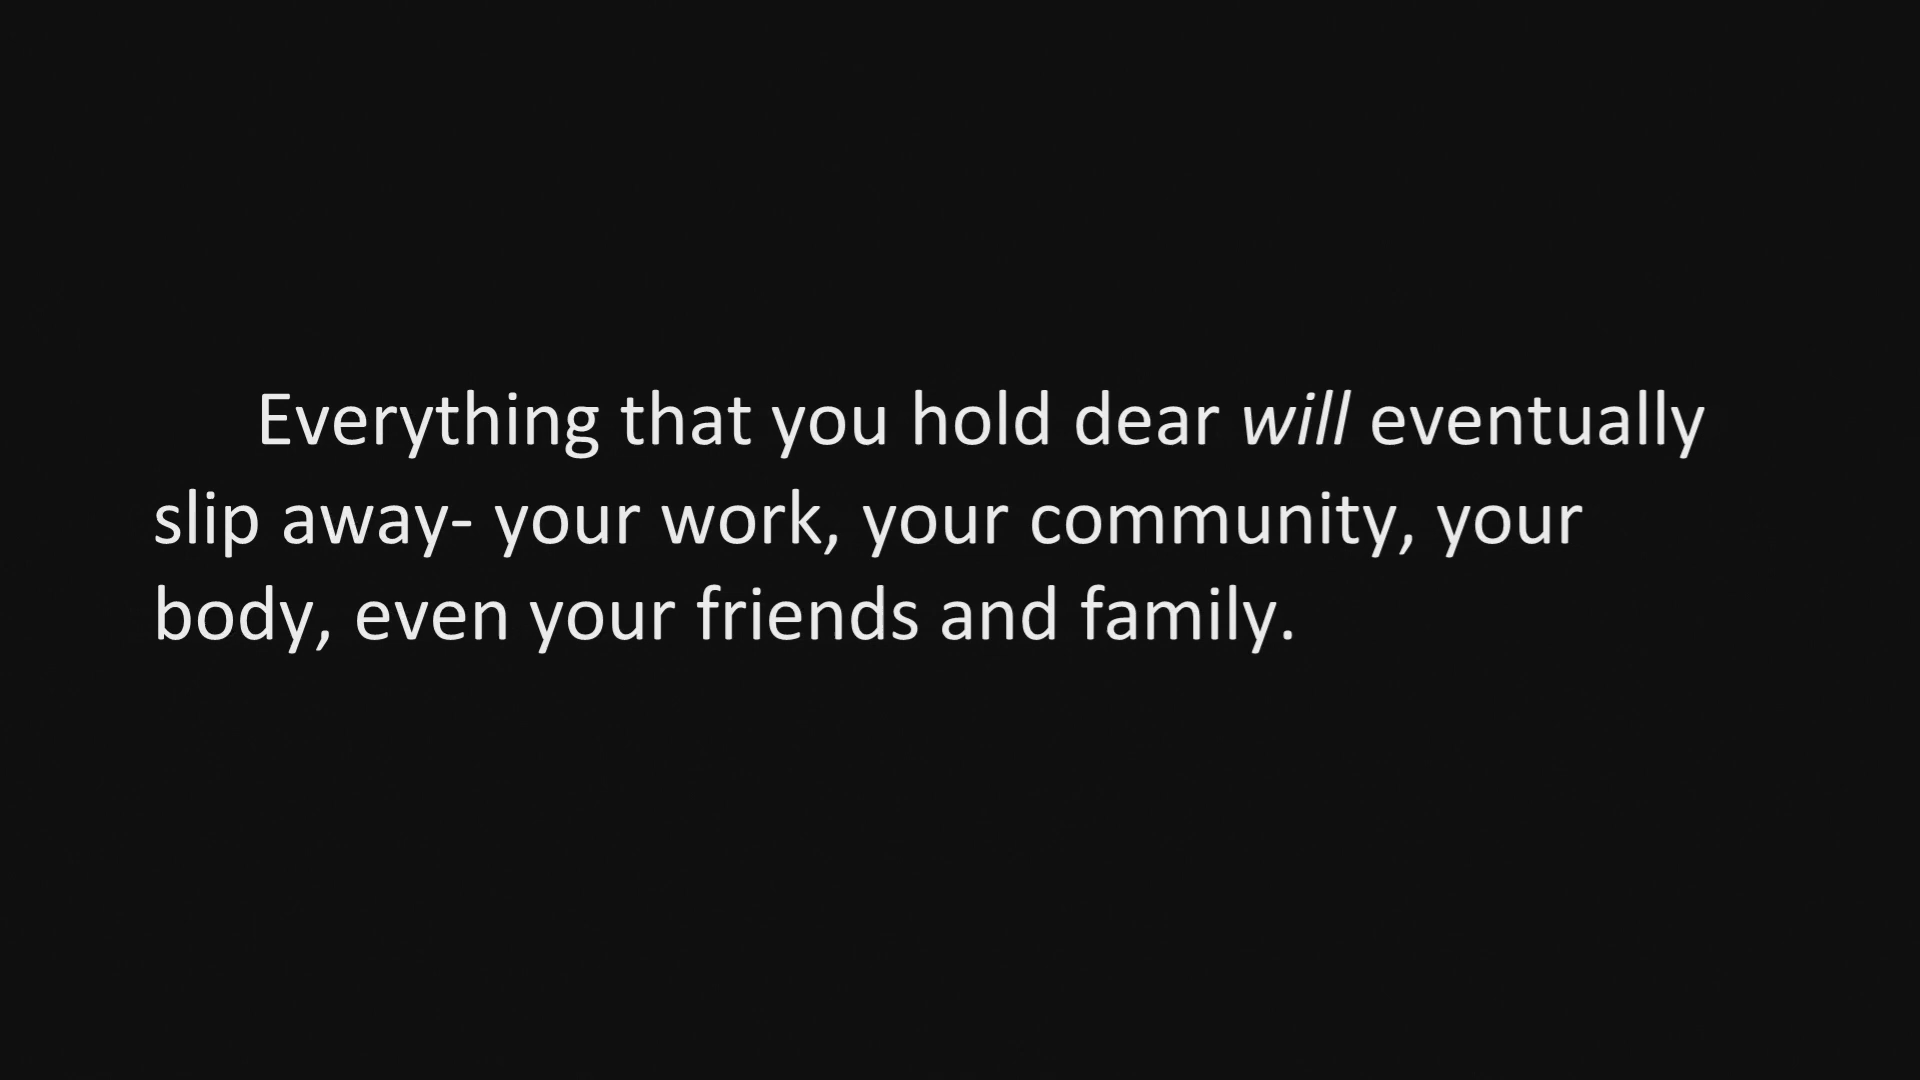 Everything that you hold dear will eventually
slip away- your work, your community, your
body, even your friends and family.